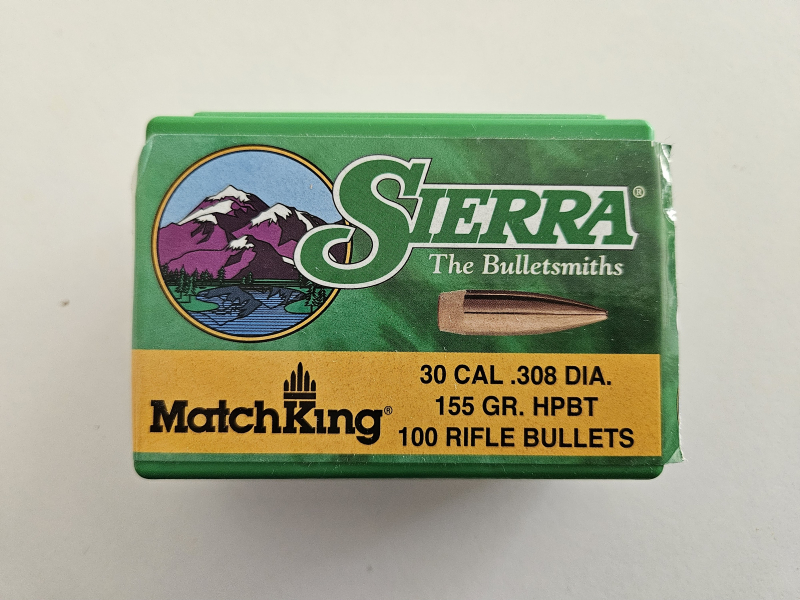 SIERRA®
The Bulletsmiths
30 CAL .308 DIA.
155 GR. HPBT
100 RIFLE BULLETS
MatchKing®